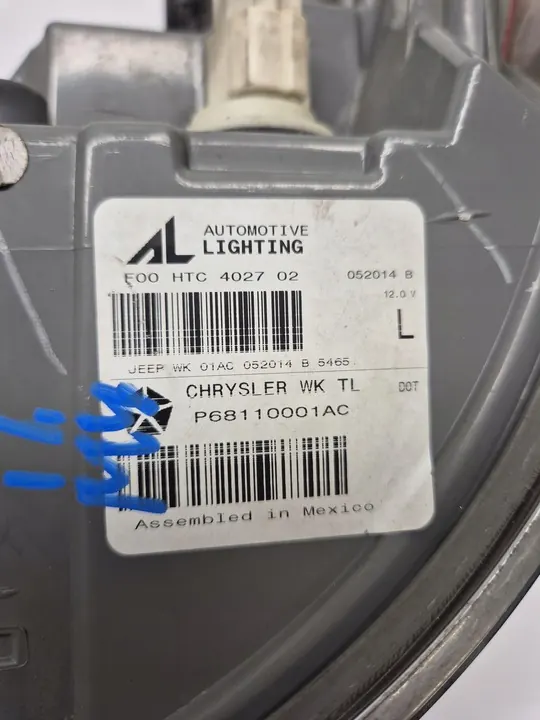 AL AUTOMOTIVE
LIGHTING
E00 HTC 4027 02 052014 B
12.0 V
L
JEEP WK 01AC 052014 B 5465
CHRYSLER WK TL DOT
P68110001AC
Assembled in Mexico